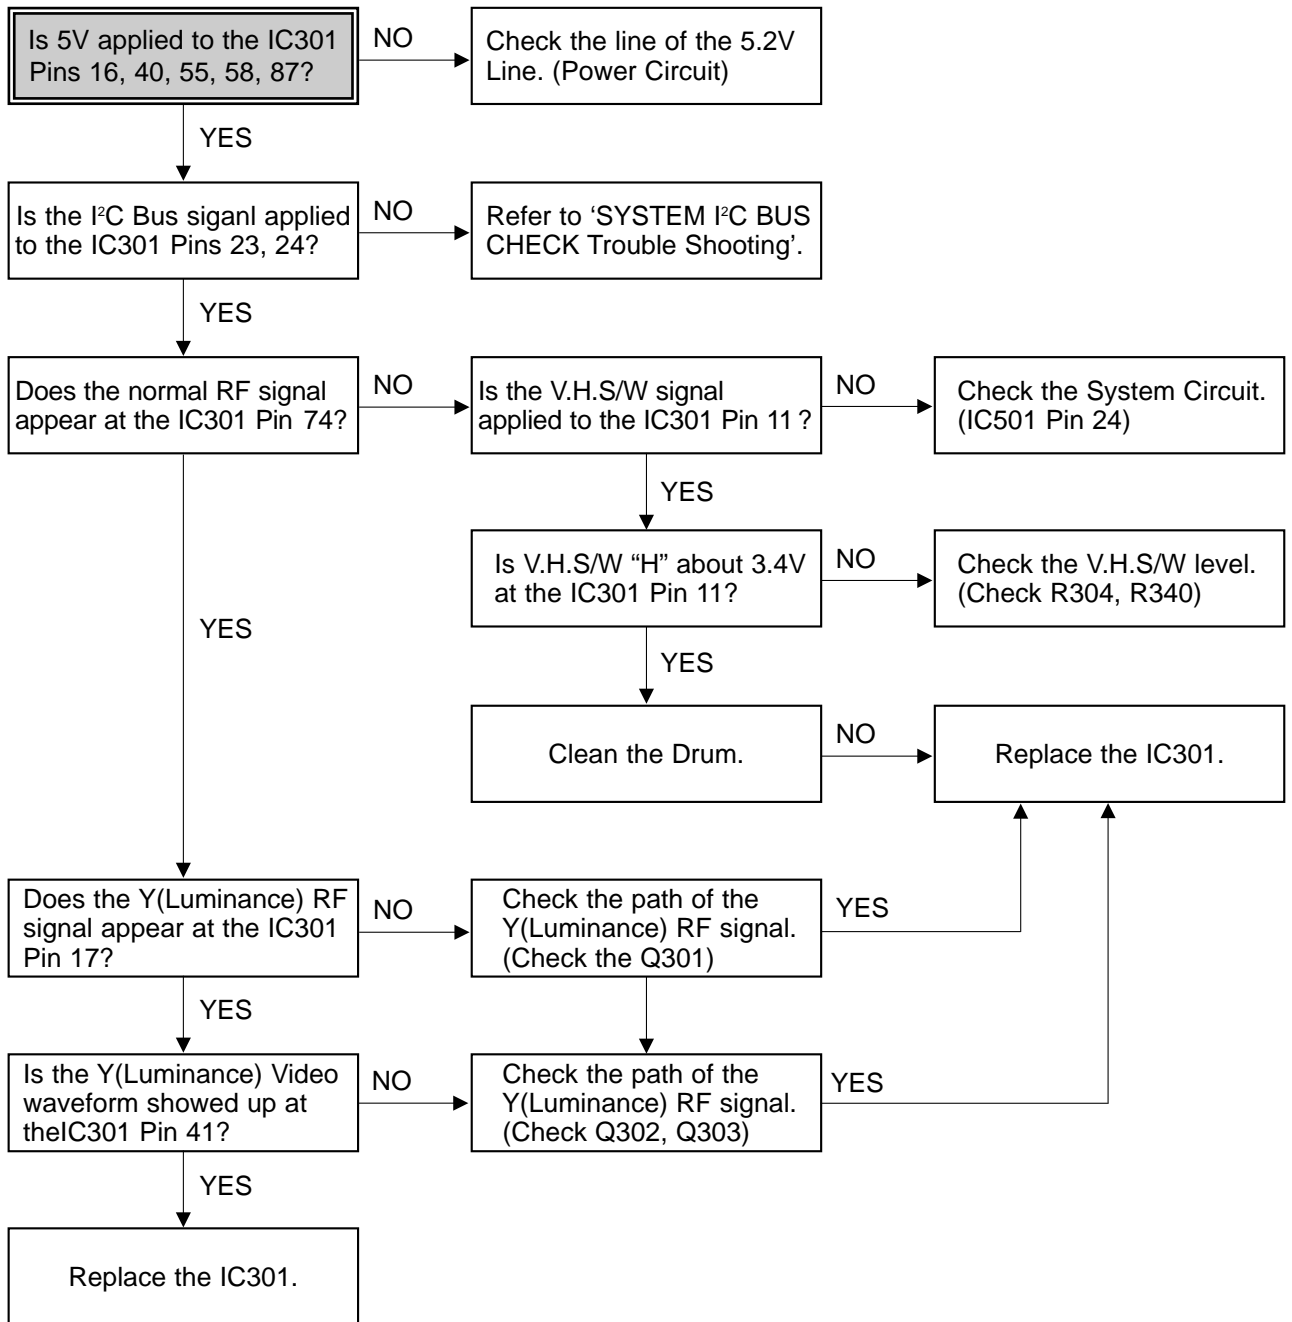 Is 5V applied to the IC301
Pins 16, 40, 55, 58, 87?
NO
Check the line of the 5.2V
Line. (Power Circuit)
YES
Is the I²C Bus siganl applied
to the IC301 Pins 23, 24?
NO
Refer to ‘SYSTEM I²C BUS
CHECK Trouble Shooting’.
YES
Does the normal RF signal
appear at the IC301 Pin 74?
NO
Is the V.H.S/W signal
applied to the IC301 Pin 11 ?
NO
Check the System Circuit.
(IC501 Pin 24)
YES
Is V.H.S/W “H” about 3.4V
at the IC301 Pin 11?
NO
Check the V.H.S/W level.
(Check R304, R340)
YES
YES
Clean the Drum.
NO
Replace the IC301.
Does the Y(Luminance) RF
signal appear at the IC301
Pin 17?
NO
Check the path of the
Y(Luminance) RF signal.
(Check the Q301)
YES
YES
Is the Y(Luminance) Video
waveform showed up at
theIC301 Pin 41?
NO
Check the path of the
Y(Luminance) RF signal.
(Check Q302, Q303)
YES
YES
Replace the IC301.